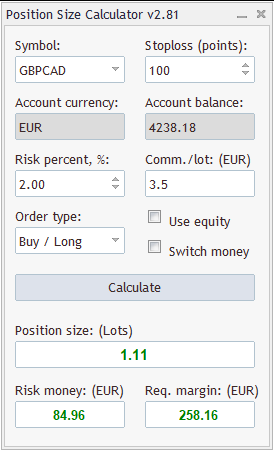 Position Size Calculator v2.81
Symbol: Stoploss (points):
GBPCAD 100
Account currency: Account balance:
EUR 4238.18
Risk percent, %: Comm./lot: (EUR)
2.00 3.5
Order type:
Use equity
Buy / Long
Switch money
Calculate
Position size: (Lots)
1.11
Risk money: (EUR) Req. margin: (EUR)
84.96 258.16